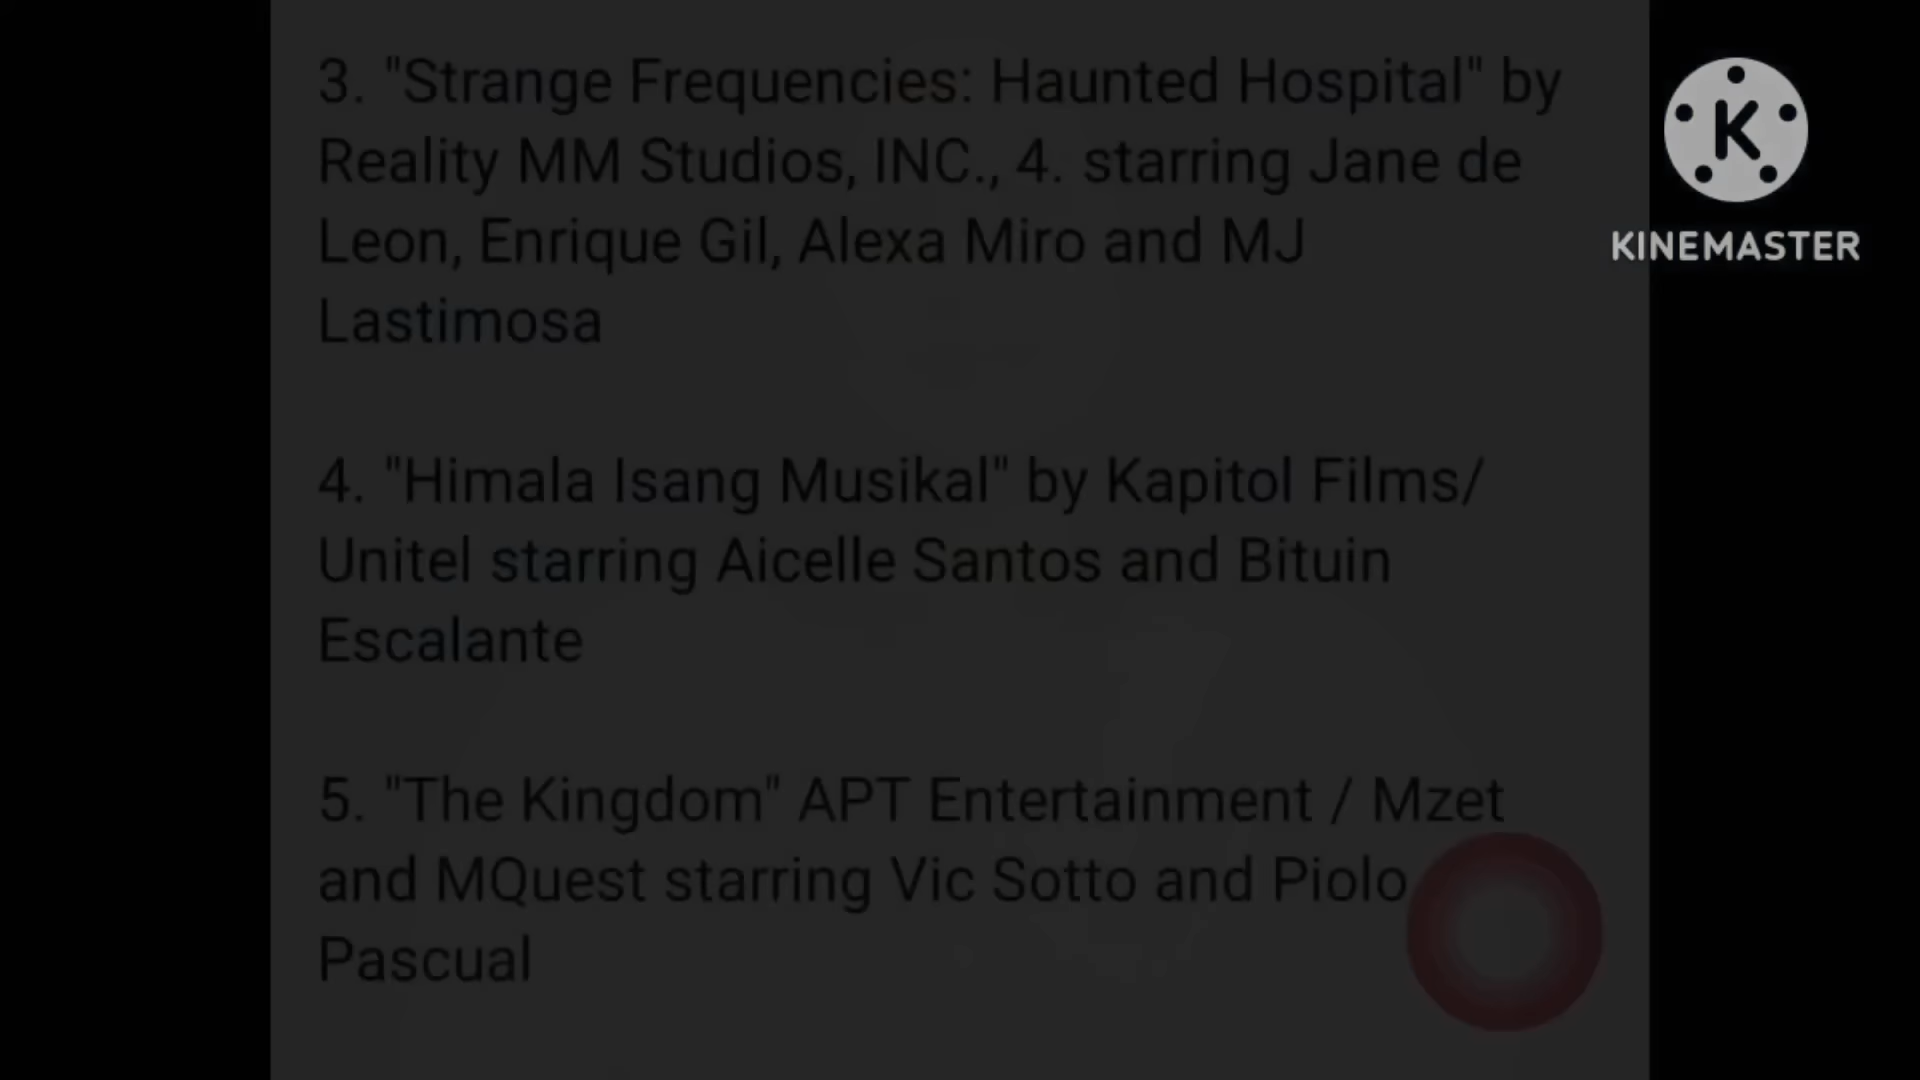 3. "Strange Frequencies: Haunted Hospital" by
Reality MM Studios, INC., 4. starring Jane de
Leon, Enrique Gil, Alexa Miro and MJ
Lastimosa
4. "Himala Isang Musikal" by Kapitol Films/
Unitel starring Aicelle Santos and Bituin
Escalante
5. "The Kingdom" APT Entertainment / Mzet
and MQuest starring Vic Sotto and Piolo
Pascual
K
KINEMASTER